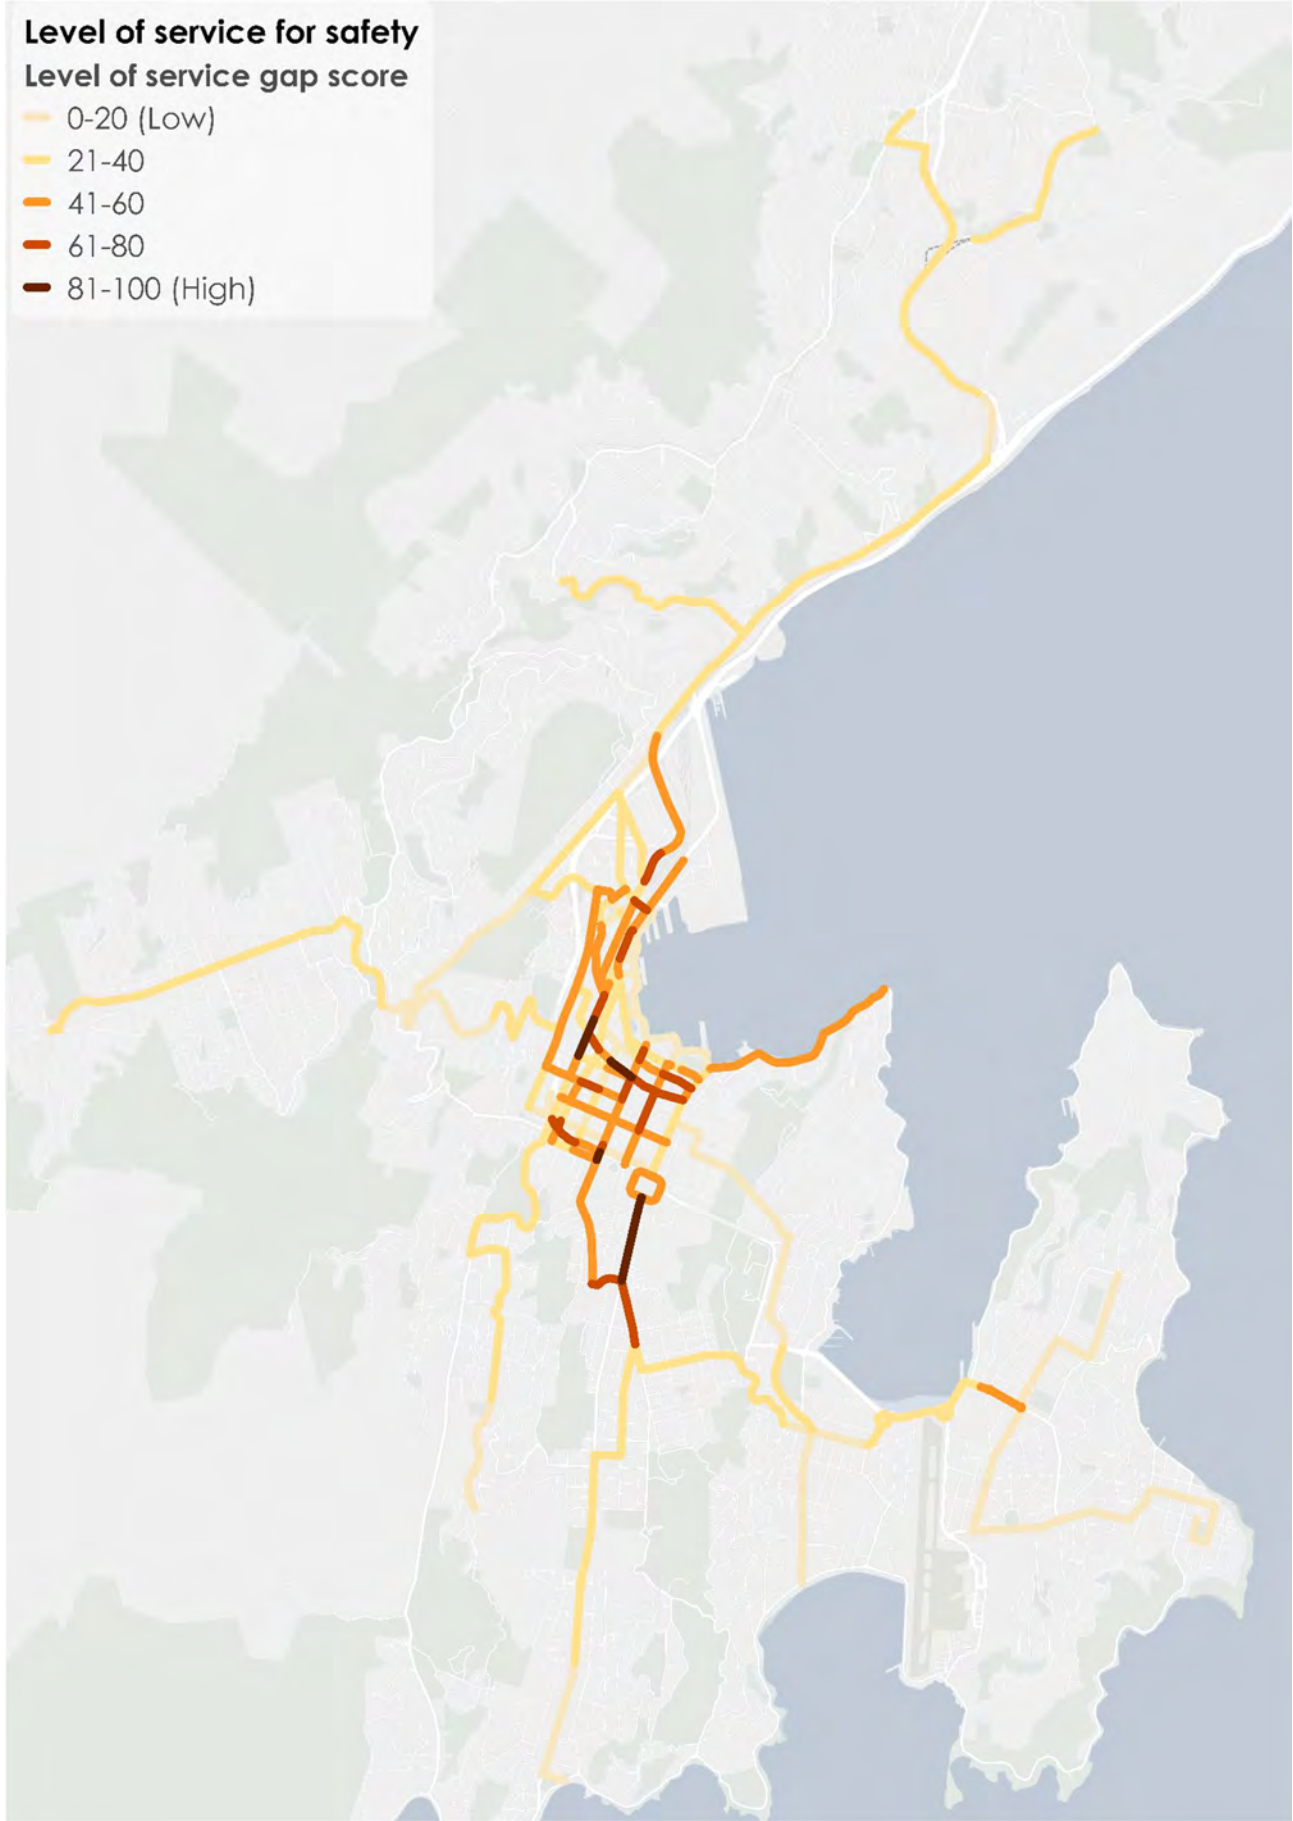 Level of service for safety
Level of service gap score
0-20 (Low)
21-40
41-60
61-80
81-100 (High)